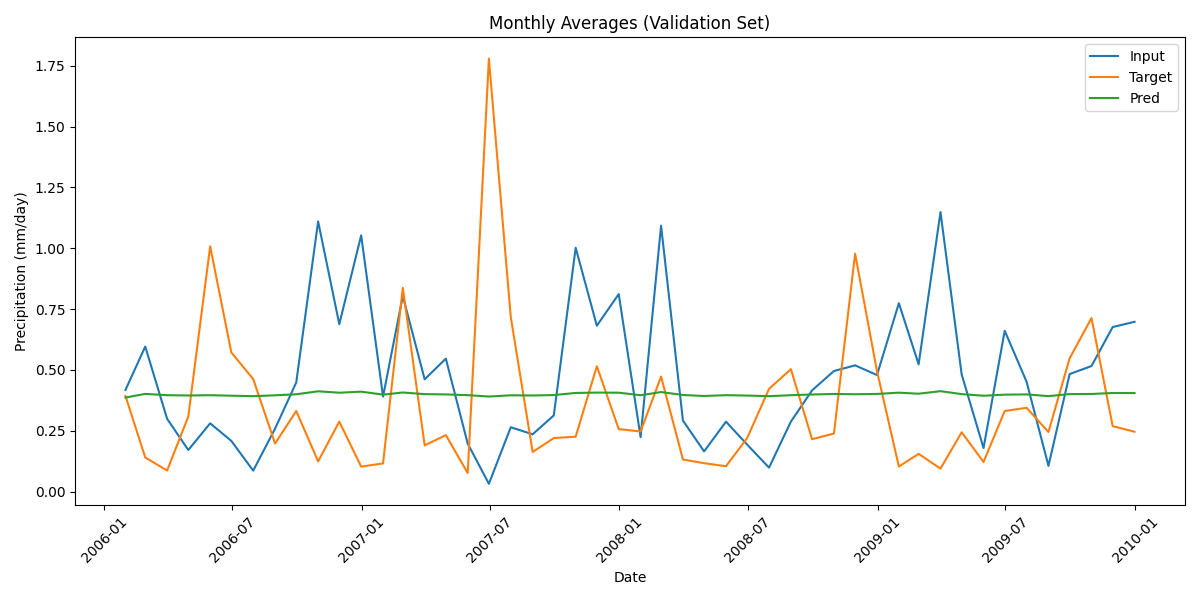 Monthly Averages (Validation Set)
Input
Target
Pred
Precipitation (mm/day)
1.75
1.50
1.25
1.00
0.75
0.50
0.25
0.00
2006-01
2006-07
2007-01
2007-07
2008-01
2008-07
2009-01
2009-07
2010-01
Date